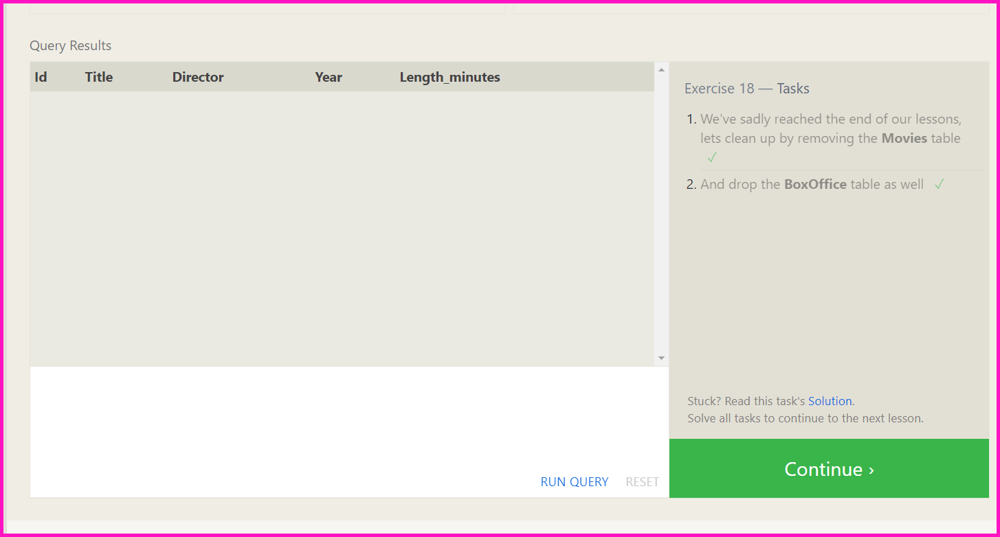 Query Results
Id Title Director Year Length_minutes
Exercise 18 — Tasks
1. We've sadly reached the end of our lessons,
lets clean up by removing the Movies table
✓
2. And drop the BoxOffice table as well ✓
Stuck? Read this task's Solution.
Solve all tasks to continue to the next lesson.
RUN QUERY RESET
Continue ›